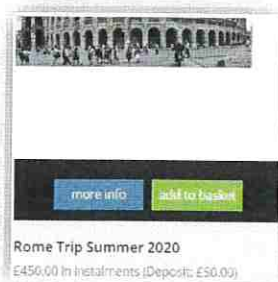 more info add to basket
Rome Trip Summer 2020
£450.00 in Instalments (Deposit: £50.00)